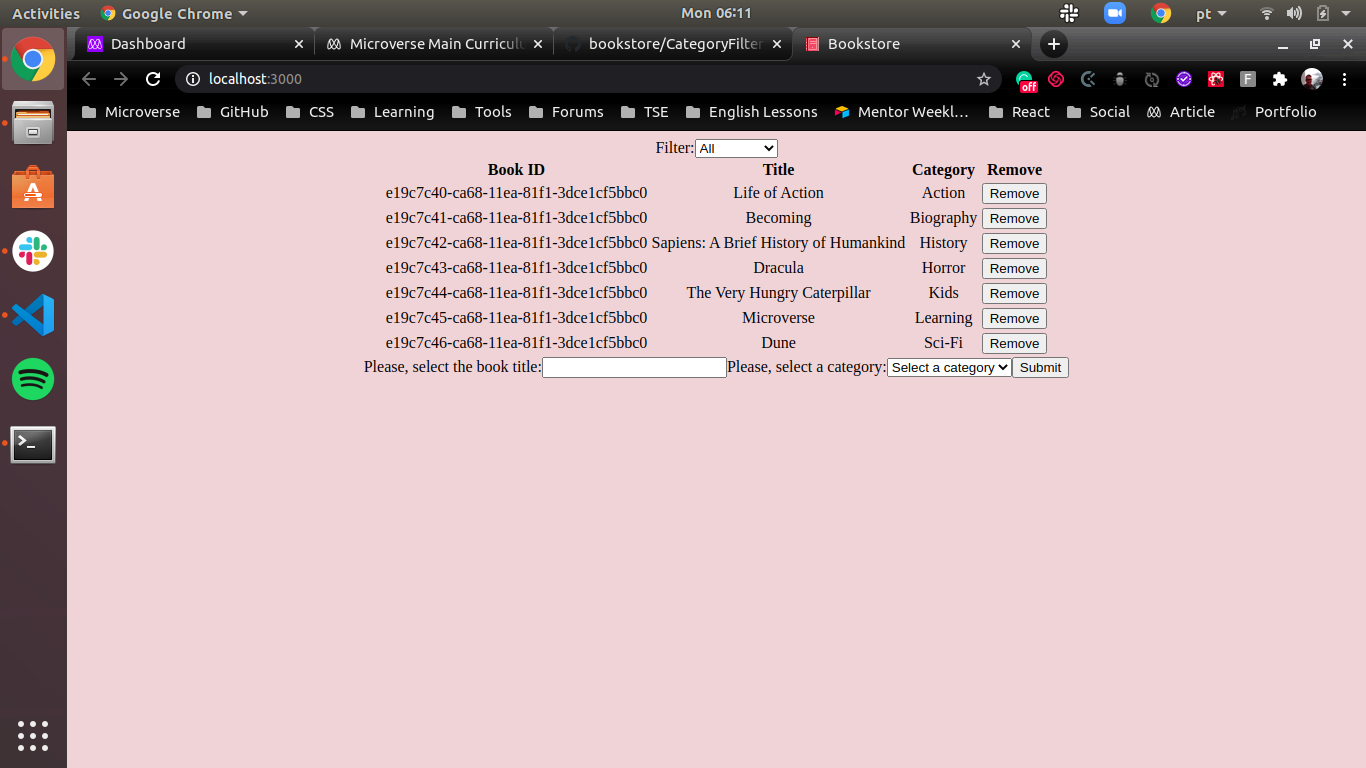 Activities Google Chrome Mon 06:11 pt
Dashboard Microverse Main Curricul bookstore/CategoryFilter Bookstore
localhost:3000 off F
Microverse GitHub CSS Learning Tools Forums TSE English Lessons Mentor Weekl… React Social Article Portfolio
Filter: All
Book ID Title Category Remove
e19c7c40-ca68-11ea-81f1-3dce1cf5bbc0 Life of Action Action Remove
e19c7c41-ca68-11ea-81f1-3dce1cf5bbc0 Becoming Biography Remove
e19c7c42-ca68-11ea-81f1-3dce1cf5bbc0 Sapiens: A Brief History of Humankind History Remove
e19c7c43-ca68-11ea-81f1-3dce1cf5bbc0 Dracula Horror Remove
e19c7c44-ca68-11ea-81f1-3dce1cf5bbc0 The Very Hungry Caterpillar Kids Remove
e19c7c45-ca68-11ea-81f1-3dce1cf5bbc0 Microverse Learning Remove
e19c7c46-ca68-11ea-81f1-3dce1cf5bbc0 Dune Sci-Fi Remove
Please, select the book title: Please, select a category: Select a category Submit